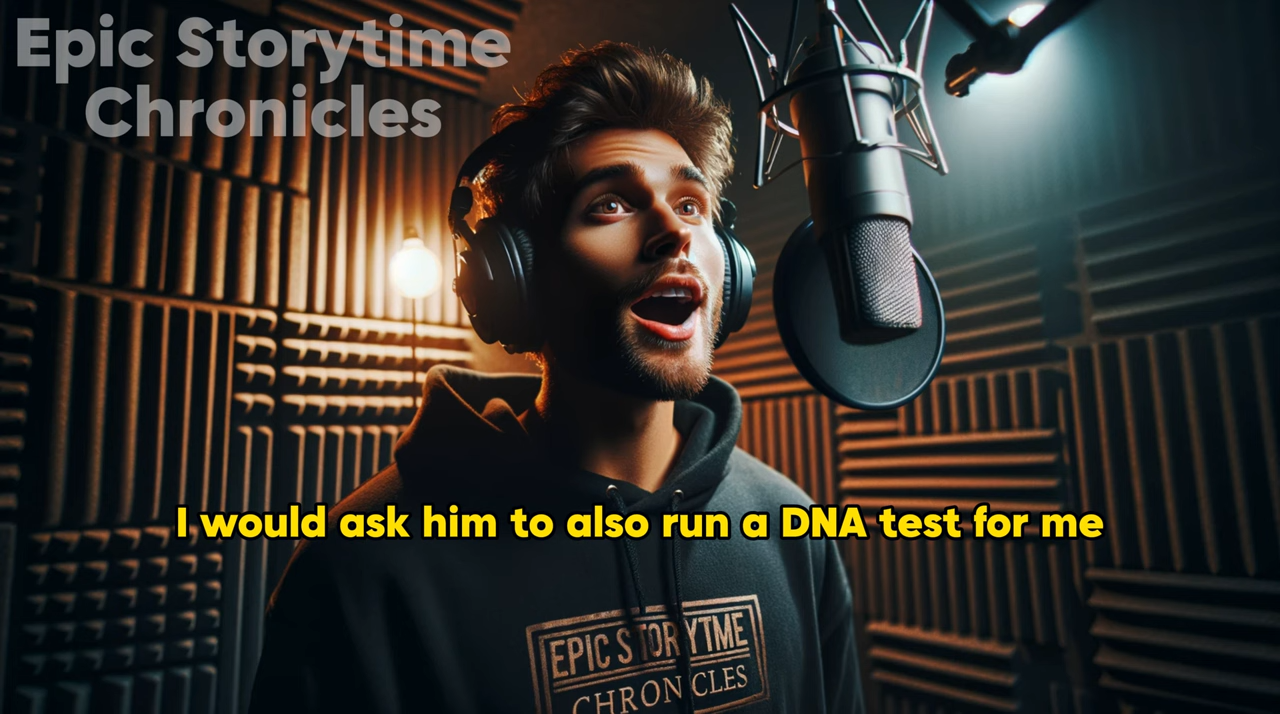 Epic Storytime
Chronicles
I would ask him to also run a DNA test for me
EPIC STORYTME
CHRONICLES